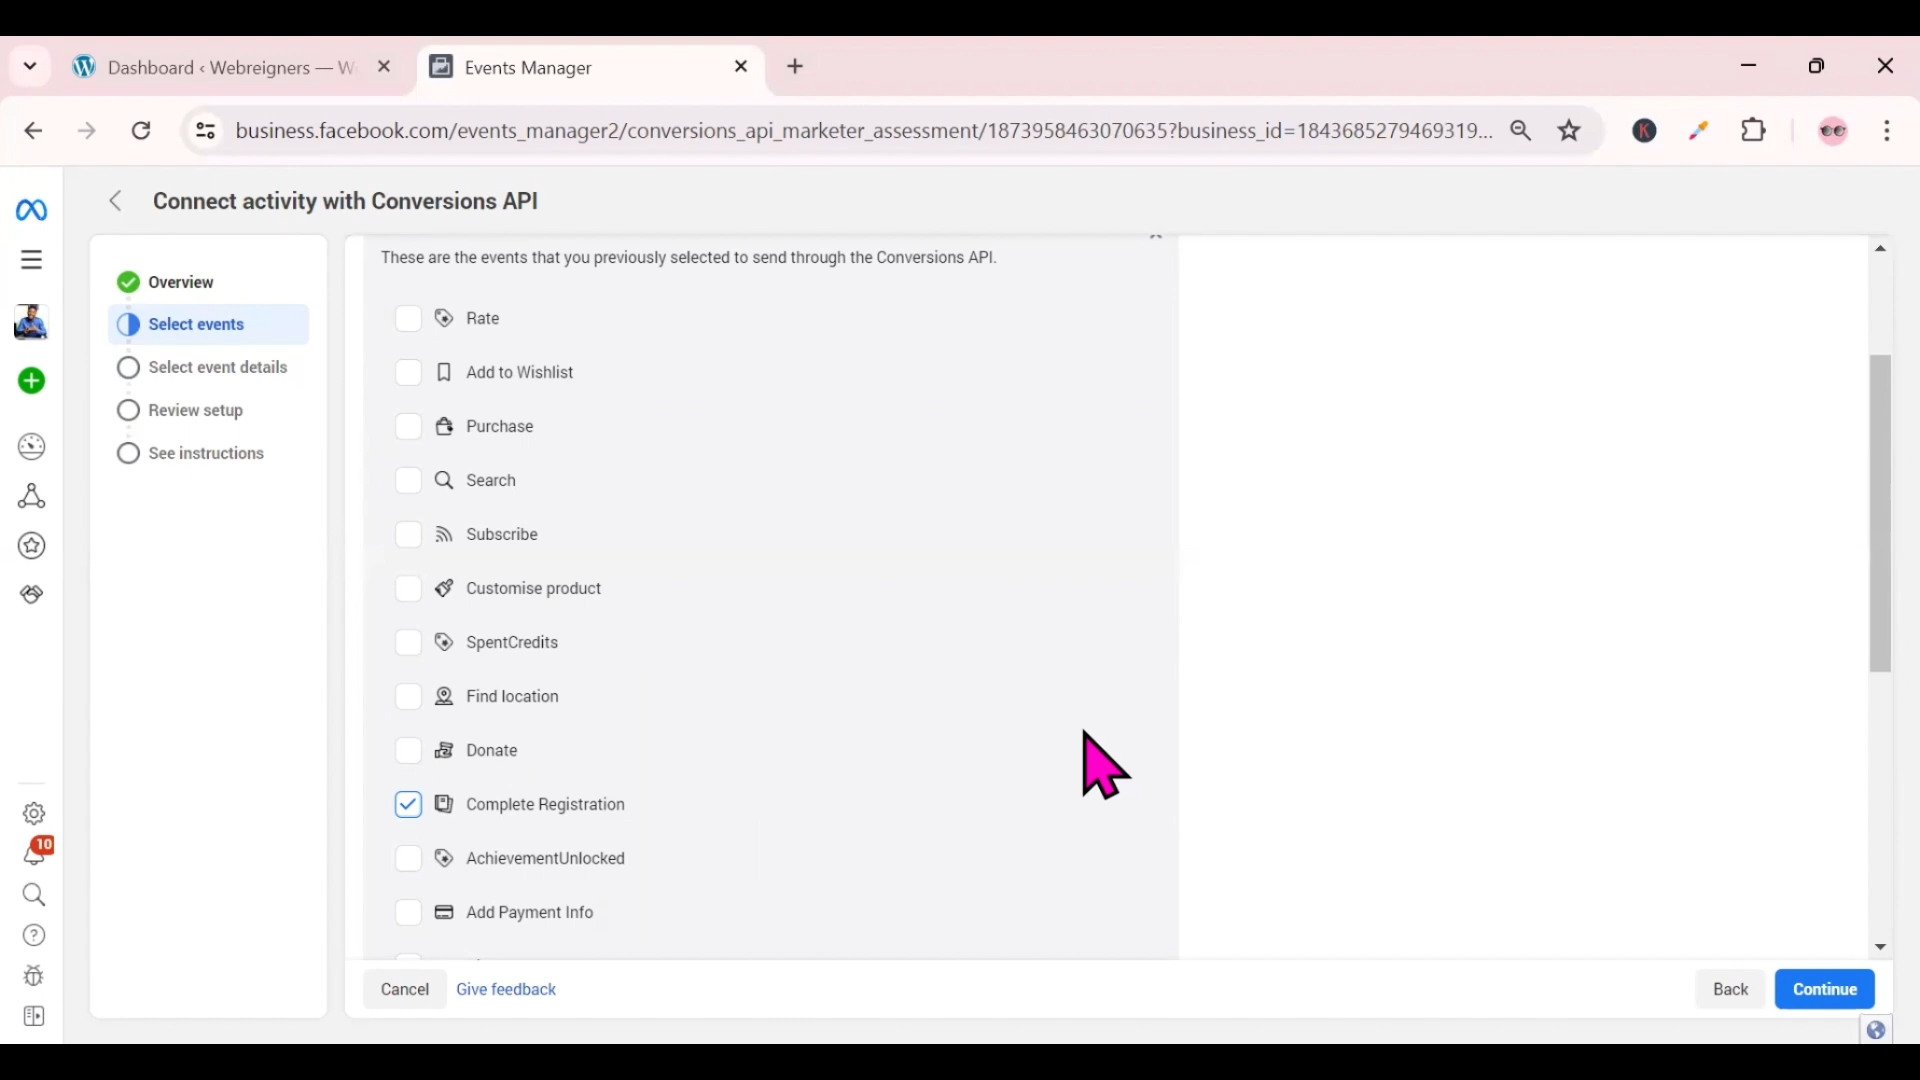 Dashboard ‹ Webreigners — W
Events Manager
business.facebook.com/events_manager2/conversions_api_marketer_assessment/1873958463070635?business_id=1843685279469319...
K
Connect activity with Conversions API
Overview
Select events
Select event details
Review setup
See instructions
10
These are the events that you previously selected to send through the Conversions API.
Rate
Add to Wishlist
Purchase
Search
Subscribe
Customise product
SpentCredits
Find location
Donate
Complete Registration
AchievementUnlocked
Add Payment Info
Cancel
Give feedback
Back
Continue